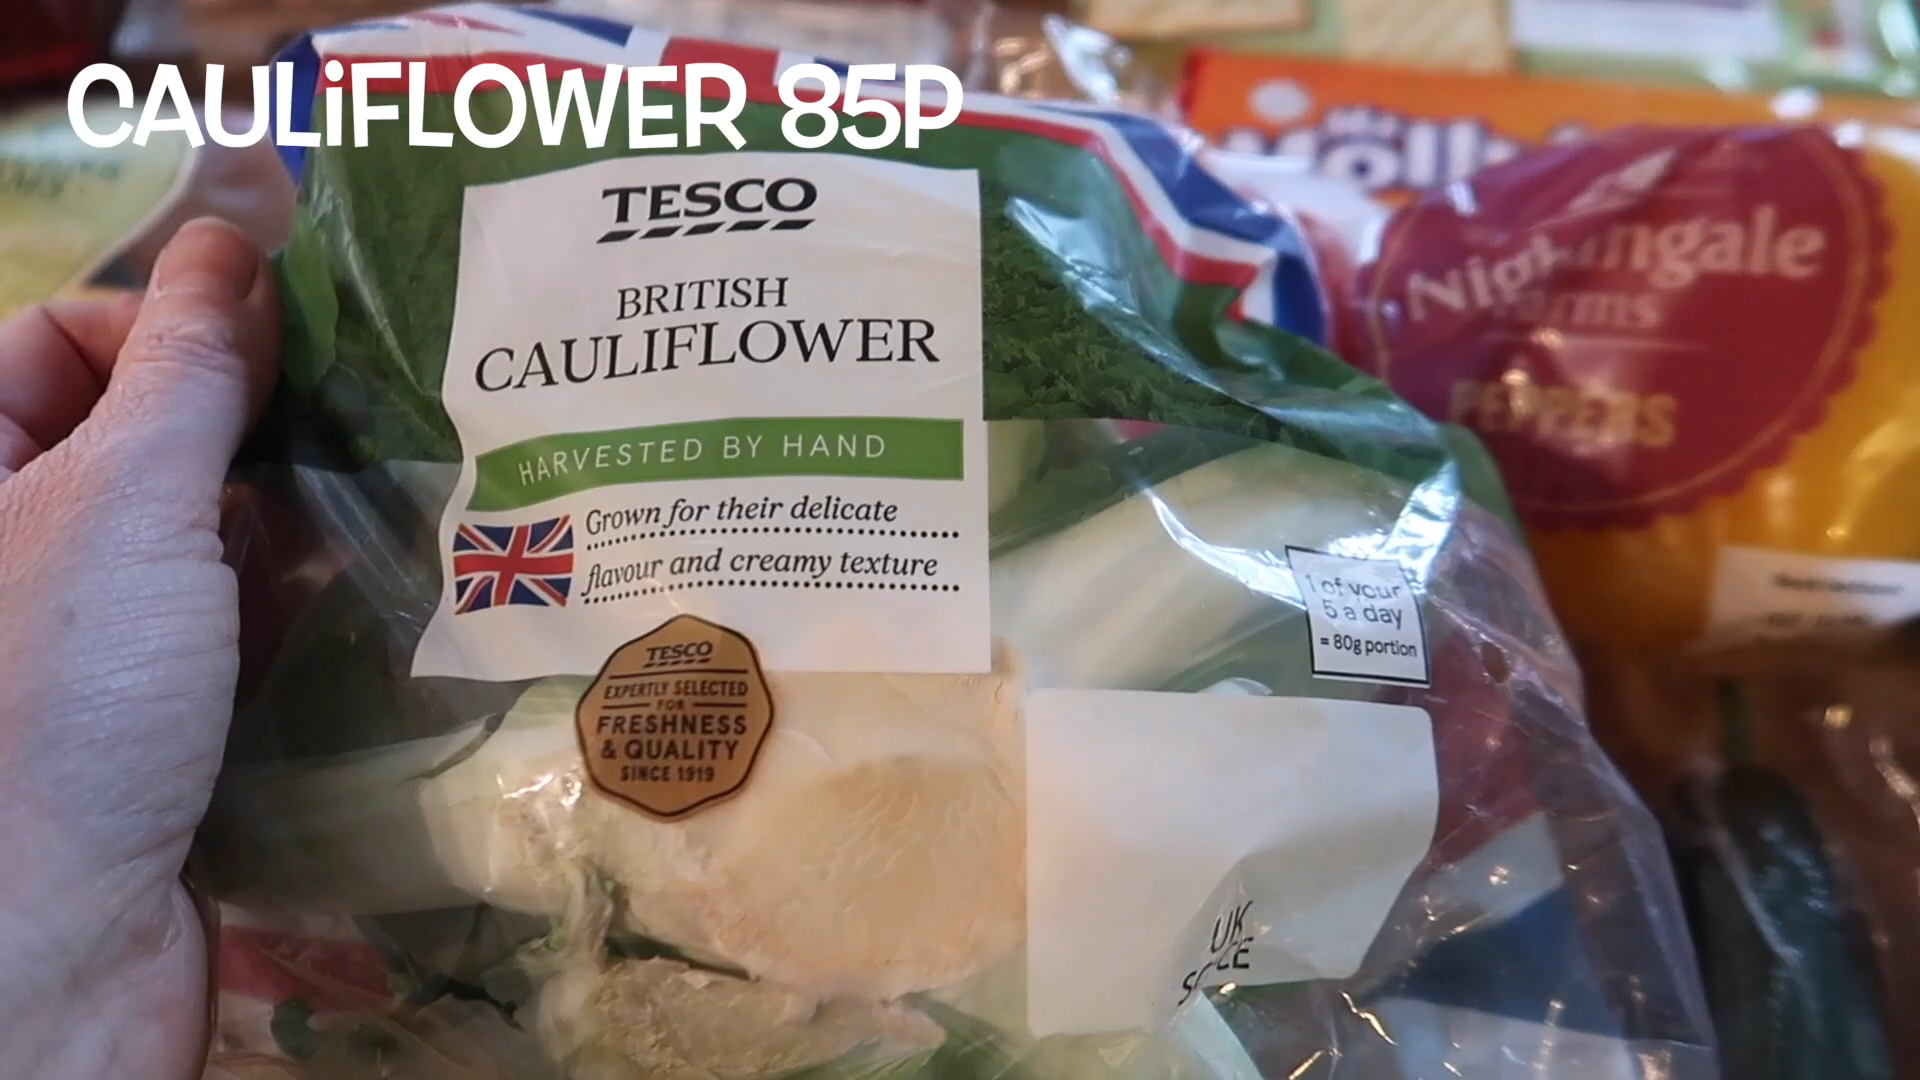 CAULiFLOWER 85P
TESCO
BRITISH
CAULIFLOWER
HARVESTED BY HAND
Grown for their delicate
flavour and creamy texture
TESCO
EXPERTLY SELECTED
FOR
FRESHNESS
& QUALITY
SINCE 1919
1 of your
5 a day
= 80g portion
UK
Nightingale
Farms
PEPPERS